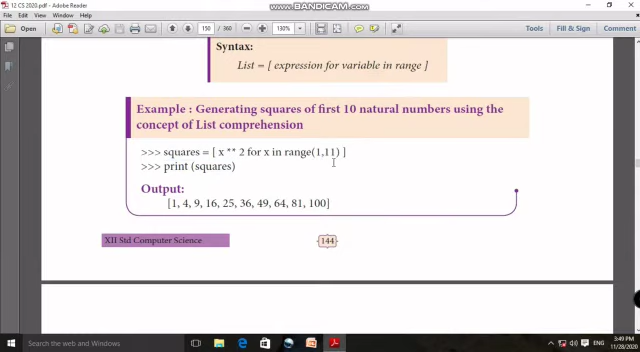 12 CS 2020.pdf - Adobe Reader
www.BANDICAM.com
File Edit View Window Help
Open
150 / 360
130%
Tools Fill & Sign Comment
Syntax:
List = [ expression for variable in range ]
Example : Generating squares of first 10 natural numbers using the
concept of List comprehension
>>> squares = [ x ** 2 for x in range(1,11) ]
>>> print (squares)
Output:
[1, 4, 9, 16, 25, 36, 49, 64, 81, 100]
XII Std Computer Science
144
Search the web and Windows
3:49 PM
11/28/2020